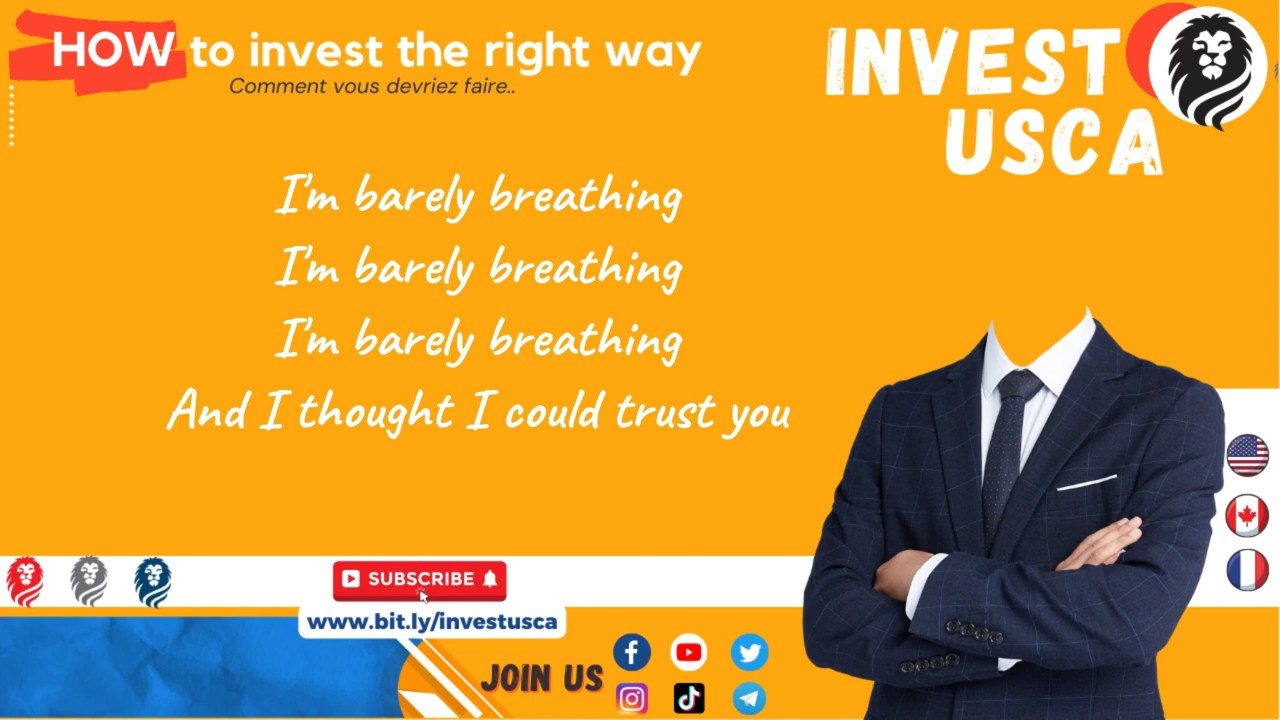 HOW to invest the right way
Comment vous devriez faire..
INVEST
USCA
I'm barely breathing
I'm barely breathing
I'm barely breathing
And I thought I could trust you
SUBSCRIBE
www.bit.ly/investusca
JOIN US